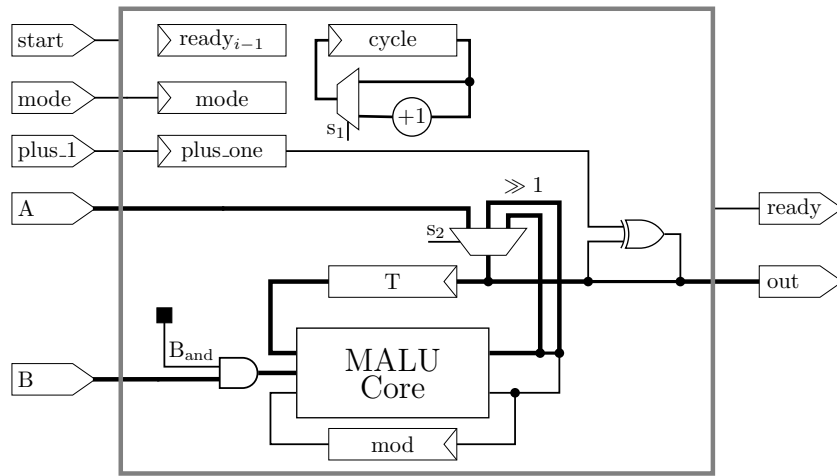 start
ready_{i−1}
cycle
mode
mode
+1
s_1
plus_1
plus_one
≫ 1
A
s_2
ready
T
out
B_and
B
MALU
Core
mod